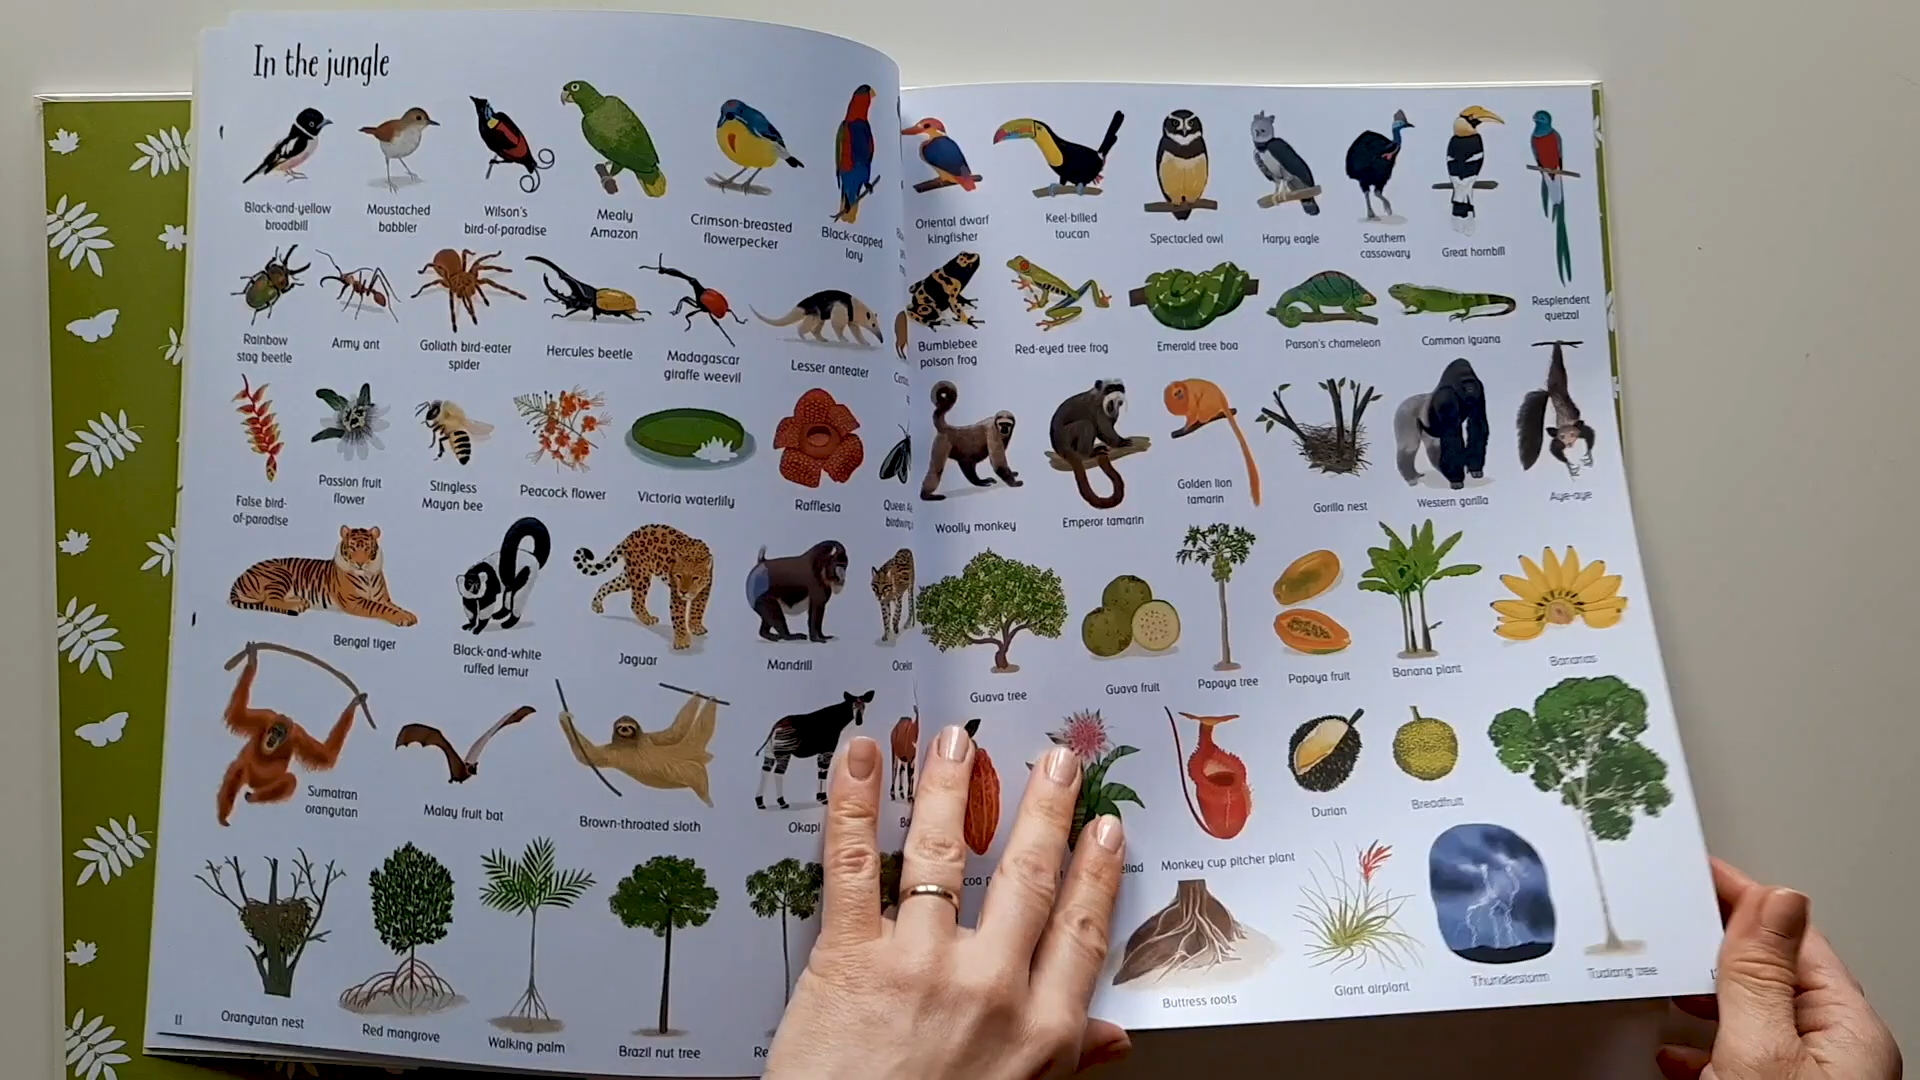 In the jungle
Black-and-yellow
broadbill
Moustached
babbler
Wilson's
bird-of-paradise
Mealy
Amazon
Crimson-breasted
flowerpecker
Black-capped
lory
Rainbow
stag beetle
Army ant
Goliath bird-eater
spider
Hercules beetle
Madagascar
giraffe weevil
Lesser anteater
False bird-
of-paradise
Passion fruit
flower
Stingless
Mayan bee
Peacock flower
Victoria waterlily
Rafflesia
Queen
Bengal tiger
Black-and-white
ruffed lemur
Jaguar
Mandrill
Sumatran
orangutan
Malay fruit bat
Brown-throated sloth
Okapi
Orangutan nest
Red mangrove
Walking palm
Brazil nut tree
11
Oriental dwarf
kingfisher
Keel-billed
toucan
Spectacled owl
Harpy eagle
Southern
cassowary
Great hornbill
Resplendent
quetzal
Bumblebee
poison frog
Red-eyed tree frog
Emerald tree boa
Parson's chameleon
Common iguana
Woolly monkey
Emperor tamarin
Golden lion
tamarin
Gorilla nest
Western gorilla
Aye-aye
Guava tree
Guava fruit
Papaya tree
Papaya fruit
Banana plant
Bananas
Monkey cup pitcher plant
Durian
Breadfruit
Buttress roots
Giant airplant
Thunderstorm
Tualang tree